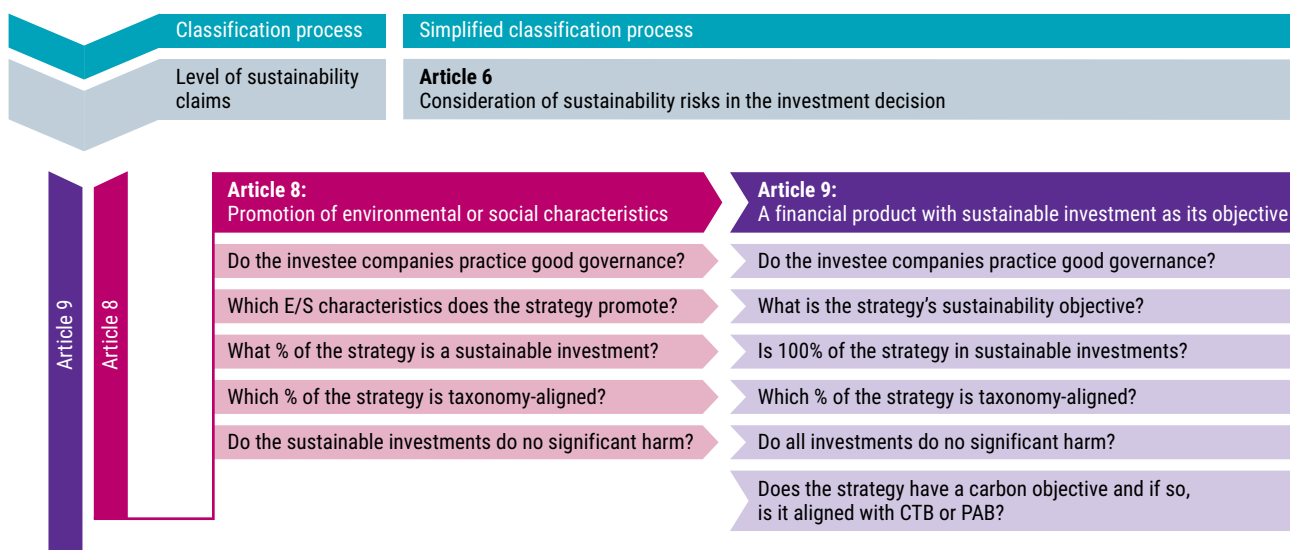 Classification process
Simplified classification process
Level of sustainability
claims
Article 6
Consideration of sustainability risks in the investment decision
Article 9
Article 8
Article 8:
Promotion of environmental or social characteristics
Do the investee companies practice good governance?
Which E/S characteristics does the strategy promote?
What % of the strategy is a sustainable investment?
Which % of the strategy is taxonomy-aligned?
Do the sustainable investments do no significant harm?
Article 9:
A financial product with sustainable investment as its objective
Do the investee companies practice good governance?
What is the strategy’s sustainability objective?
Is 100% of the strategy in sustainable investments?
Which % of the strategy is taxonomy-aligned?
Do all investments do no significant harm?
Does the strategy have a carbon objective and if so,
is it aligned with CTB or PAB?